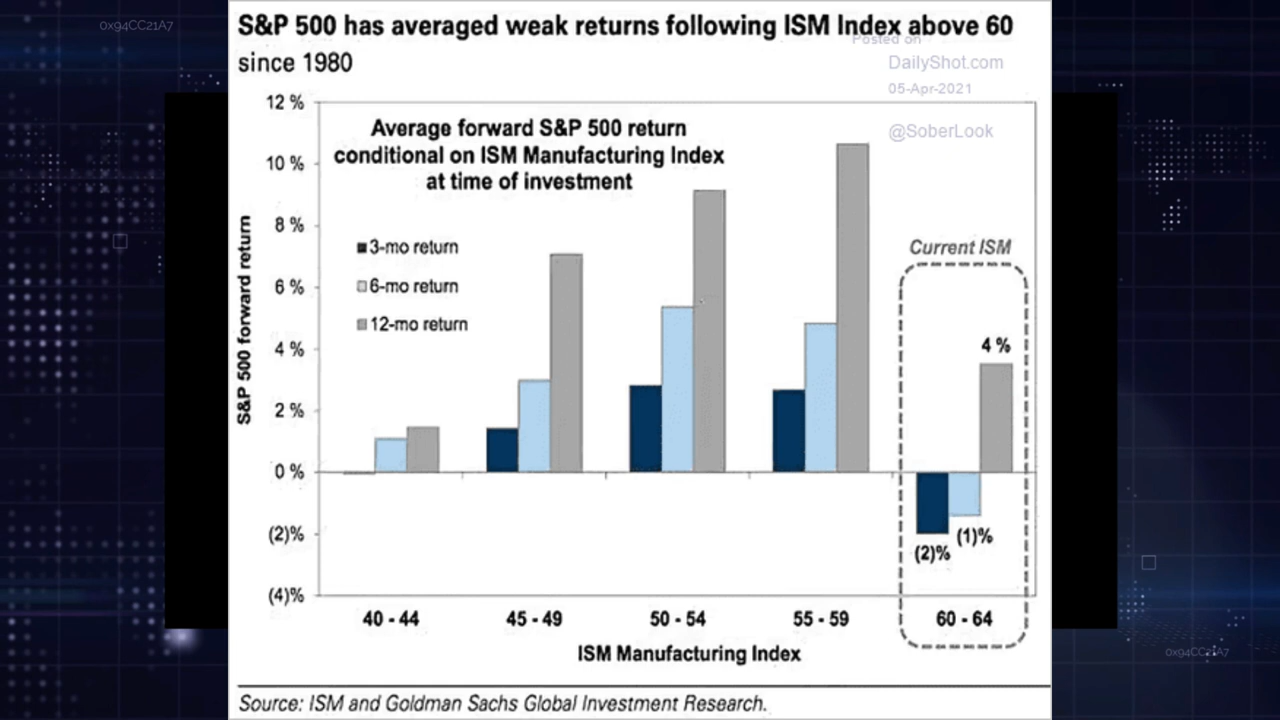 0x94CC21A7
S&P 500 has averaged weak returns following ISM Index above 60
since 1980
Posted on
DailyShot.com
05-Apr-2021
@SoberLook
12 %
10 %
8 %
6 %
4 %
2 %
0 %
(2)%
(4)%
S&P 500 forward return
Average forward S&P 500 return
conditional on ISM Manufacturing Index
at time of investment
3-mo return
6-mo return
12-mo return
Current ISM
4 %
(2)%
(1)%
40 - 44
45 - 49
50 - 54
55 - 59
60 - 64
ISM Manufacturing Index
0x94CC21A7
Source: ISM and Goldman Sachs Global Investment Research.